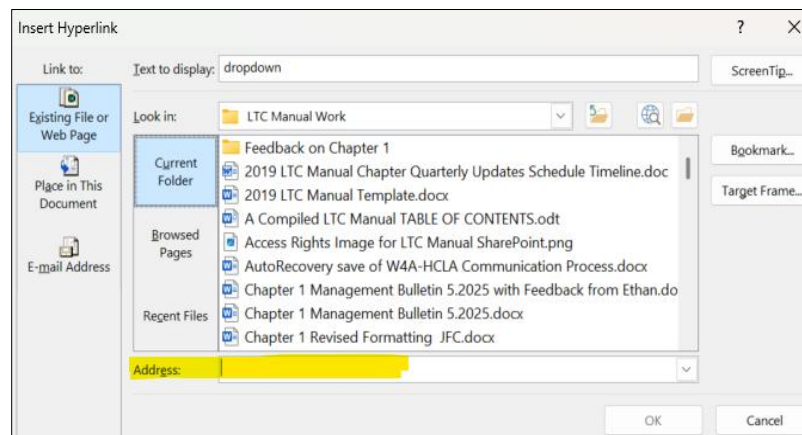 Insert Hyperlink ? X
Link to: Text to display: dropdown ScreenTip...
Existing File or Web Page
Look in: LTC Manual Work
Current Folder
Feedback on Chapter 1
2019 LTC Manual Chapter Quarterly Updates Schedule Timeline.doc
2019 LTC Manual Template.docx
A Compiled LTC Manual TABLE OF CONTENTS.odt
Access Rights Image for LTC Manual SharePoint.png
AutoRecovery save of W4A-HCLA Communication Process.docx
Chapter 1 Management Bulletin 5.2025 with Feedback from Ethan.do
Chapter 1 Management Bulletin 5.2025.docx
Chapter 1 Revised Formatting JFC.docx
Bookmark...
Target Frame...
Place in This Document
Browsed Pages
E-mail Address
Recent Files
Address:
OK Cancel